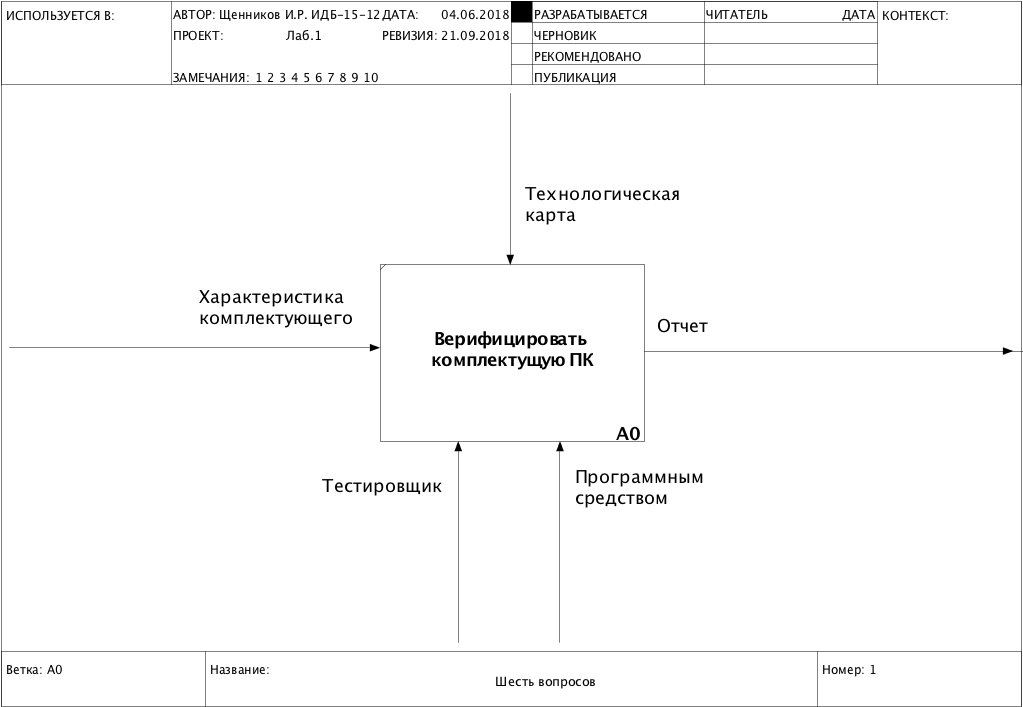 ИСПОЛЬЗУЕТСЯ В:
АВТОР: Щенников И.Р. ИДБ-15-12 ДАТА: 04.06.2018
ПРОЕКТ: Лаб.1 РЕВИЗИЯ: 21.09.2018
ЗАМЕЧАНИЯ: 1 2 3 4 5 6 7 8 9 10
РАЗРАБАТЫВАЕТСЯ
ЧЕРНОВИК
РЕКОМЕНДОВАНО
ПУБЛИКАЦИЯ
ЧИТАТЕЛЬ ДАТА
КОНТЕКСТ:
Технологическая
карта
Характеристика
комплектующего
Верифицировать
комплектущую ПК
A0
Отчет
Тестировщик
Программным
средством
Ветка: A0
Название:
Шесть вопросов
Номер: 1